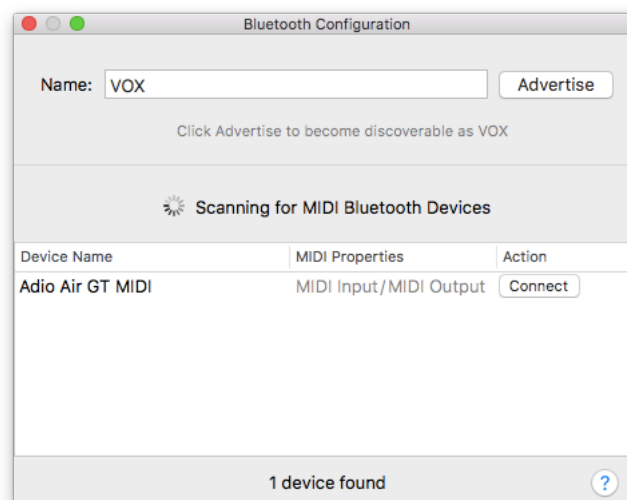 Bluetooth Configuration
Name: VOX Advertise
Click Advertise to become discoverable as VOX
Scanning for MIDI Bluetooth Devices
Device Name MIDI Properties Action
Adio Air GT MIDI MIDI Input/MIDI Output Connect
1 device found ?